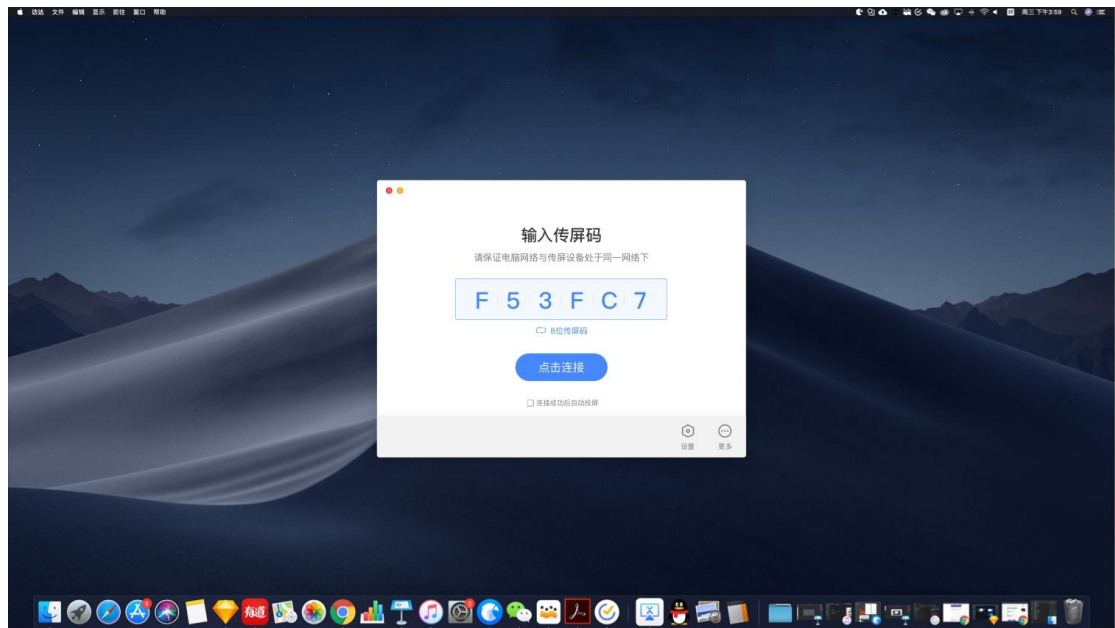 访达 文件 编辑 显示 前往 窗口 帮助
周三下午3:59
输入传屏码
请保证电脑网络与传屏设备处于同一网络下
F 5 3 F C 7
8位传屏码
点击连接
连接成功后自动投屏
设置 更多
有道